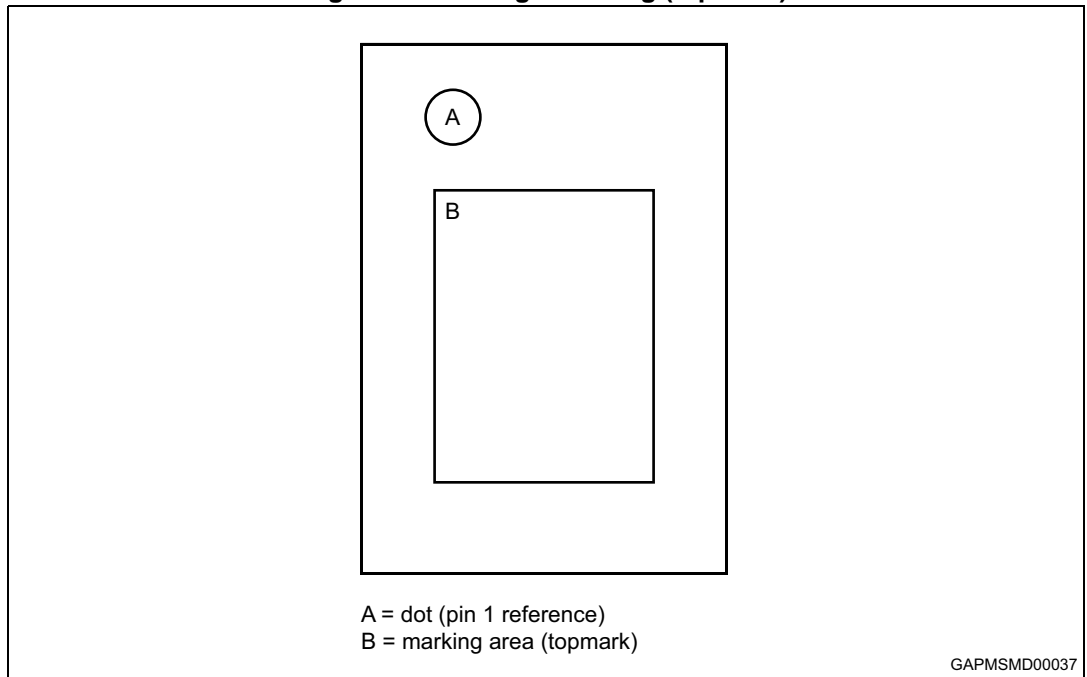 A
B
A = dot (pin 1 reference)
B = marking area (topmark)
GAPMSMD00037